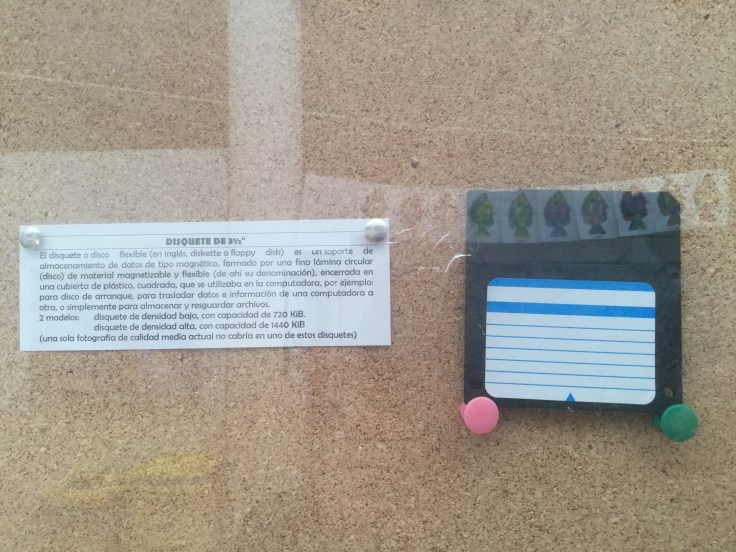 DISQUETE DE 3½"
El disquete o disco flexible (en inglés, diskette o floppy disk) es un soporte de
almacenamiento de datos de tipo magnético, formado por una fina lámina circular
(disco) de material magnetizable y flexible (de ahí su denominación), encerrada en
una cubierta de plástico, cuadrada, que se utilizaba en la computadora, por ejemplo:
para disco de arranque, para trasladar datos e información de una computadora a
otra, o simplemente para almacenar y resguardar archivos.
2 modelos: disquete de densidad baja, con capacidad de 720 KiB.
disquete de densidad alta, con capacidad de 1440 KiB
(una sola fotografía de calidad media actual no cabría en uno de estos disquetes)